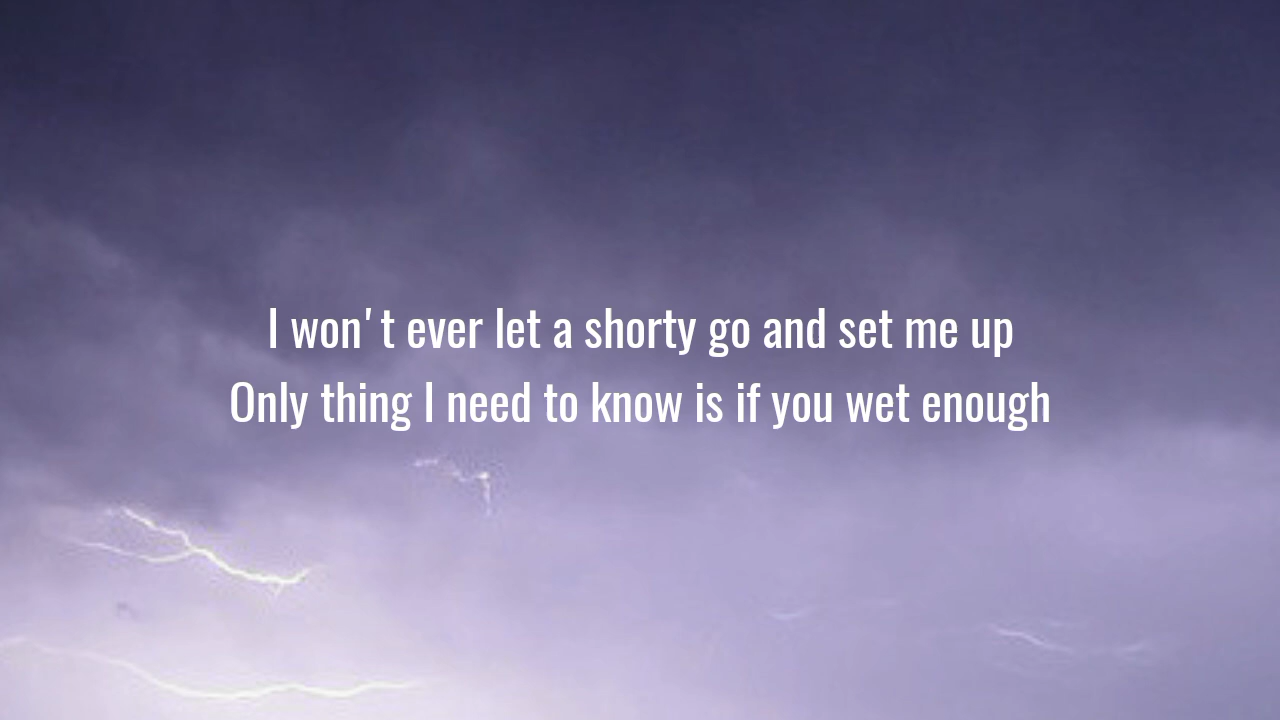 I won't ever let a shorty go and set me up
Only thing I need to know is if you wet enough